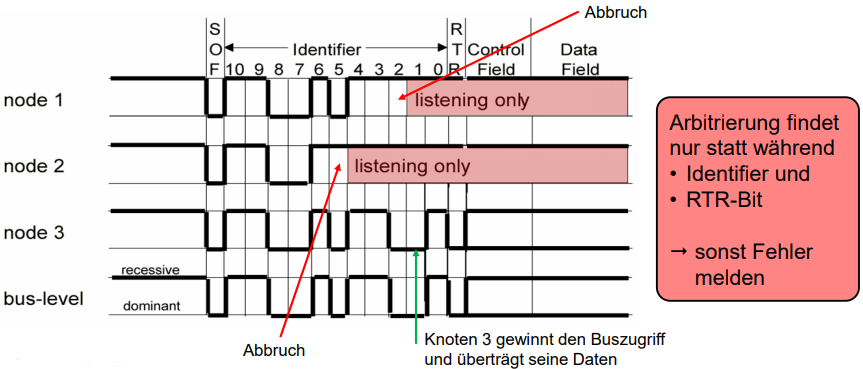 Abbruch
S O F
Identifier
R T R
Control Field
Data Field
10 9 8 7 6 5 4 3 2 1 0
node 1
listening only
node 2
listening only
node 3
recessive
bus-level
dominant
Abbruch
Knoten 3 gewinnt den Buszugriff
und überträgt seine Daten
Arbitrierung findet
nur statt während
• Identifier und
• RTR-Bit
→ sonst Fehler
melden